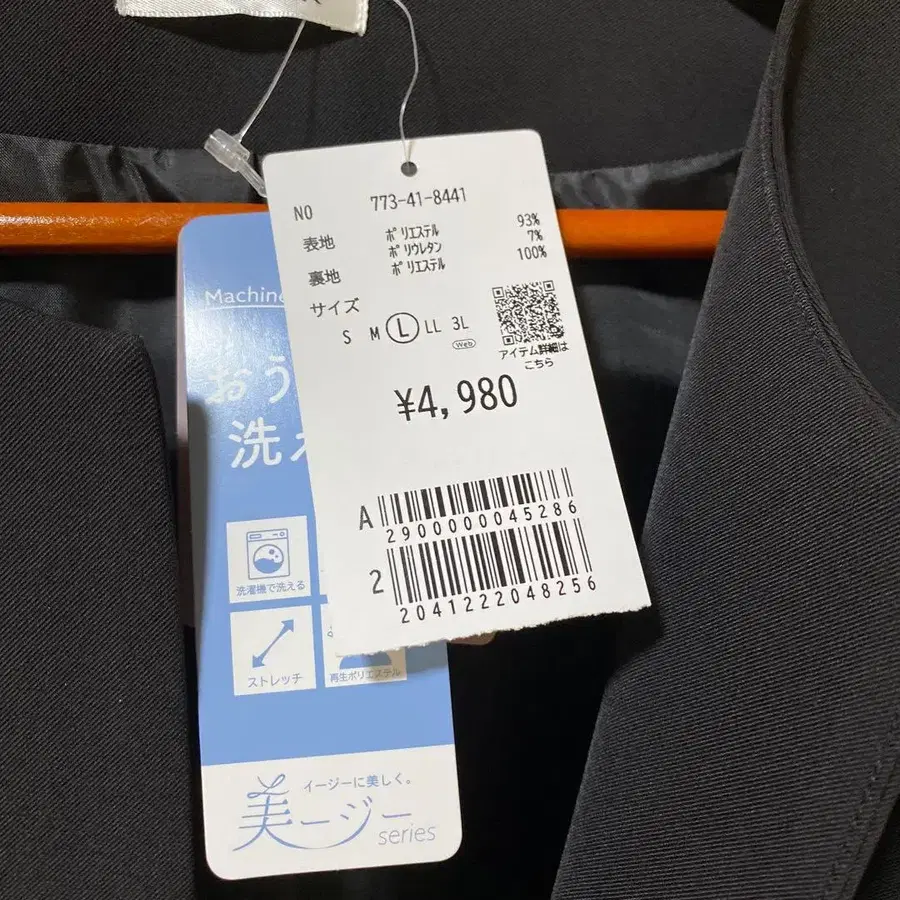 NO 773-41-8441
表地 ポリエステル 93%
ポリウレタン 7%
裏地 ポリエステル 100%
サイズ
S M L LL 3L
Web
アイテム詳細は
こちら
¥4,980
A
2900000045286
2
2041222048256
Machine
おう
洗え
洗濯機で洗える
ストレッチ
再生ポリエステル
イージーに美しく。
美ージー
series